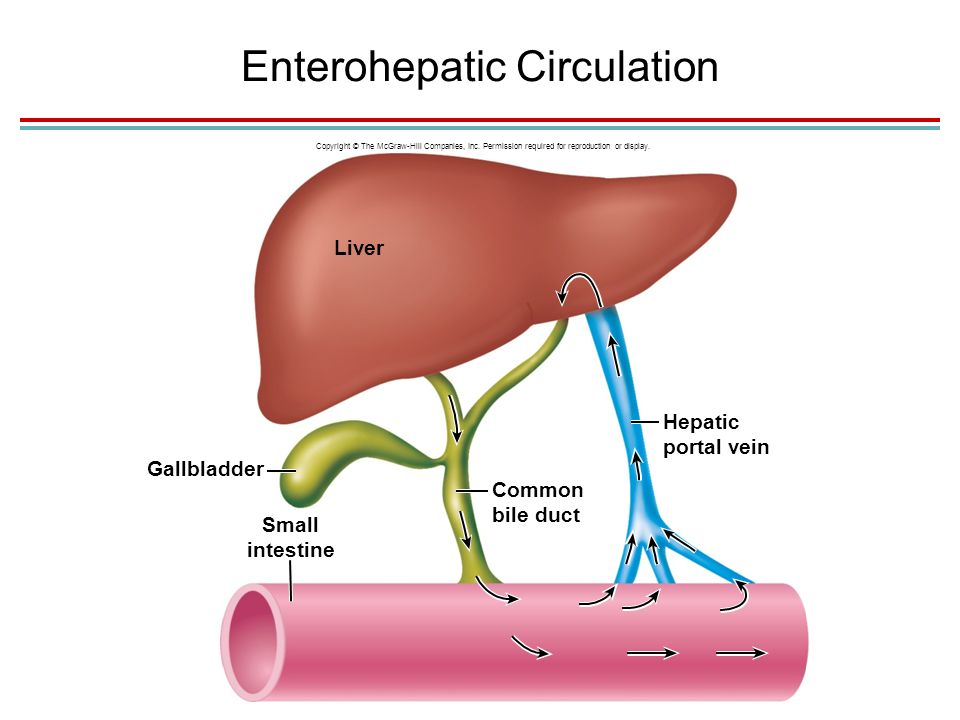 Enterohepatic Circulation
Copyright © The McGraw-Hill Companies, Inc. Permission required for reproduction or display.
Liver
Hepatic
portal vein
Gallbladder
Common
bile duct
Small
intestine